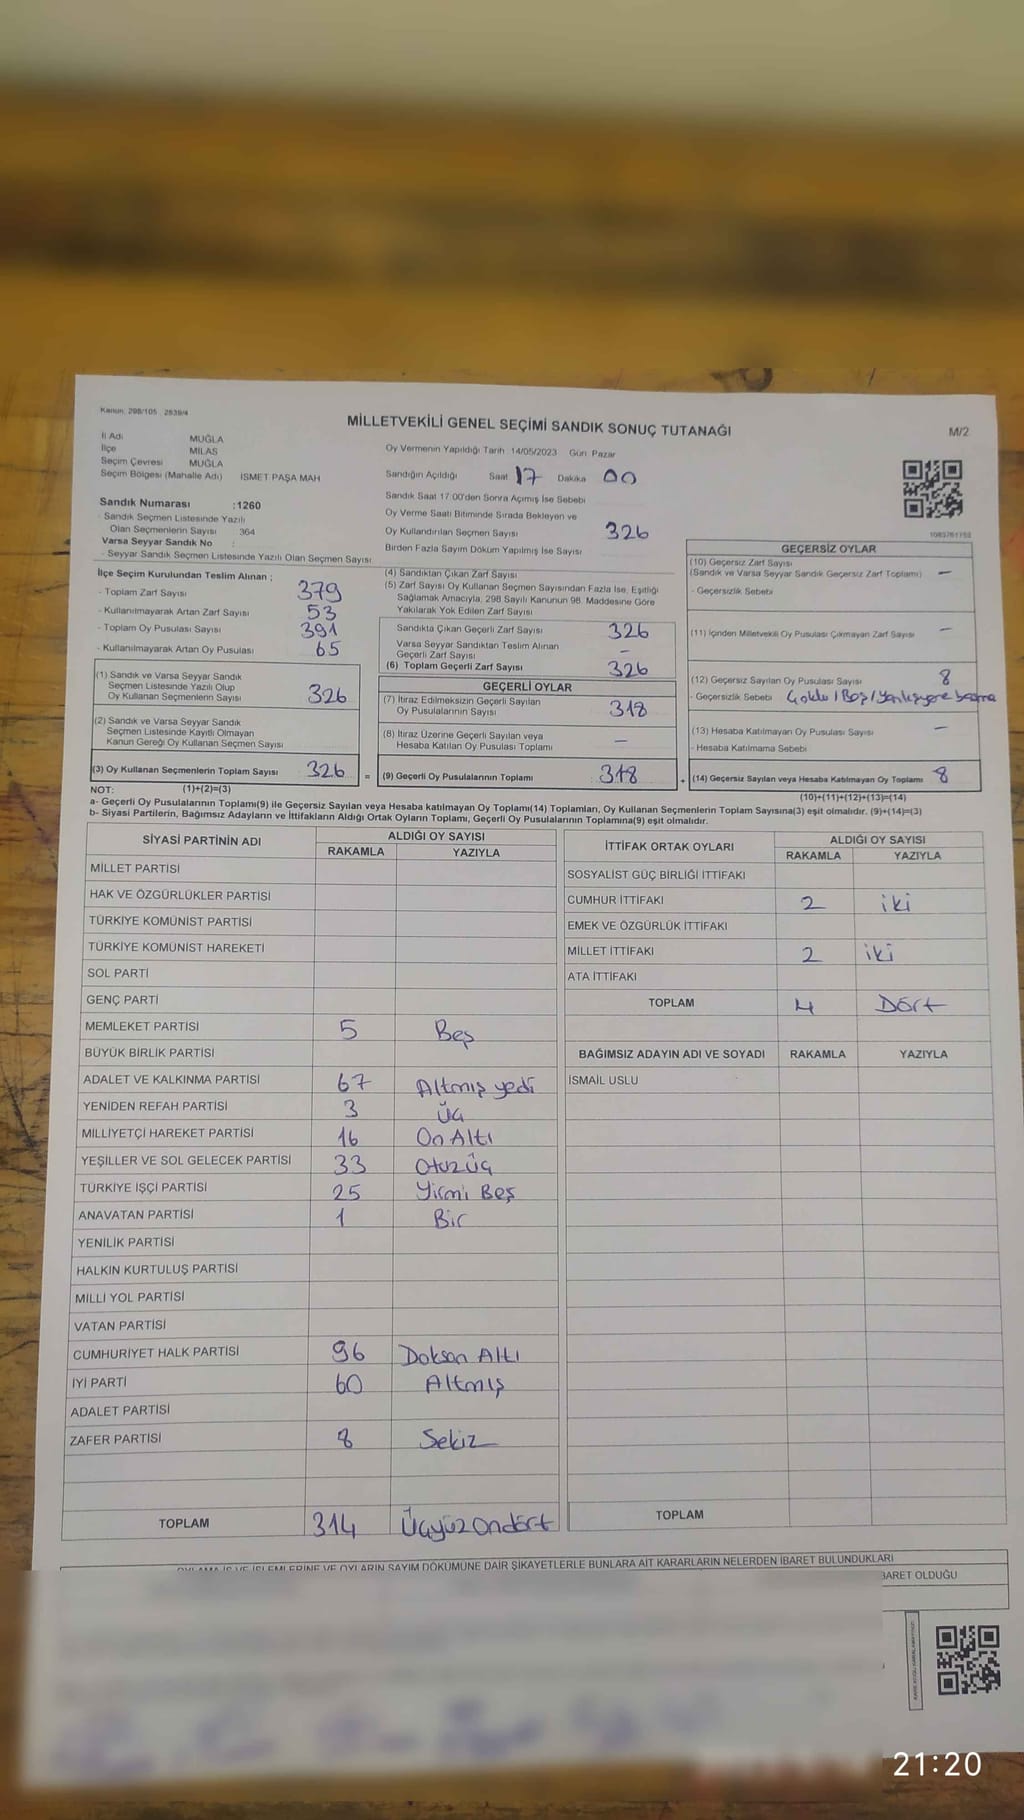 Kanun: 298/105 , 2839/4
MİLLETVEKİLİ GENEL SEÇİMİ SANDIK SONUÇ TUTANAĞI
M/2
İl Adı MUĞLA
İlçe MİLAS
Seçim Çevresi MUĞLA
Seçim Bölgesi (Mahalle Adı) İSMET PAŞA MAH
Sandık Numarası :1260
- Sandık Seçmen Listesinde Yazılı
Olan Seçmenlerin Sayısı 364
Varsa Seyyar Sandık No :
- Seyyar Sandık Seçmen Listesinde Yazılı Olan Seçmen Sayısı
Oy Vermenin Yapıldığı Tarih 14/05/2023 Gün Pazar
Sandığın Açıldığı Saat 17 Dakika 00
Sandık Saat 17:00'den Sonra Açımış İse Sebebi
Oy Verme Saati Bitiminde Sırada Bekleyen ve
Oy Kullandırılan Seçmen Sayısı 326
Birden Fazla Sayım Döküm Yapılmış İse Sayısı
1083761753
İlçe Seçim Kurulundan Teslim Alınan ;
- Toplam Zarf Sayısı 379
- Kullanılmayarak Artan Zarf Sayısı 53
- Toplam Oy Pusulası Sayısı 391
- Kullanılmayarak Artan Oy Pusulası 65
(1) Sandık ve Varsa Seyyar Sandık
Seçmen Listesinde Yazılı Olup
Oy Kullanan Seçmenlerin Sayısı 326
(2) Sandık ve Varsa Seyyar Sandık
Seçmen Listesinde Kayıtlı Olmayan
Kanun Gereği Oy Kullanan Seçmen Sayısı
(3) Oy Kullanan Seçmenlerin Toplam Sayısı 326 =
(1)+(2)=(3)
(4) Sandıktan Çıkan Zarf Sayısı
(5) Zarf Sayısı Oy Kullanan Seçmen Sayısından Fazla İse, Eşitliği
Sağlamak Amacıyla, 298 Sayılı Kanunun 98. Maddesine Göre
Yakılarak Yok Edilen Zarf Sayısı
Sandıkta Çıkan Geçerli Zarf Sayısı 326
Varsa Seyyar Sandıktan Teslim Alınan
Geçerli Zarf Sayısı –
(6) Toplam Geçerli Zarf Sayısı 326
GEÇERLİ OYLAR
(7) İtiraz Edilmeksizin Geçerli Sayılan
Oy Pusulalarının Sayısı 318
(8) İtiraz Üzerine Geçerli Sayılan veya
Hesaba Katılan Oy Pusulası Toplamı –
(9) Geçerli Oy Pusulalarının Toplamı : 318 +
GEÇERSİZ OYLAR
(10) Geçersiz Zarf Sayısı
(Sandık ve Varsa Seyyar Sandık Geçersiz Zarf Toplamı) –
- Geçersizlik Sebebi
(11) İçinden Milletvekili Oy Pusulası Çıkmayan Zarf Sayısı –
(12) Geçersiz Sayılan Oy Pusulası Sayısı 8
- Geçersizlik Sebebi Çoklu / Boş / Yanlış yere basma
(13) Hesaba Katılmayan Oy Pusulası Sayısı –
- Hesaba Katılmama Sebebi
(14) Geçersiz Sayılan veya Hesaba Katılmayan Oy Toplamı 8
(10)+(11)+(12)+(13)=(14)
NOT:
a- Geçerli Oy Pusulalarının Toplamı(9) ile Geçersiz Sayılan veya Hesaba katılmayan Oy Toplamı(14) Toplamları, Oy Kullanan Seçmenlerin Toplam Sayısına(3) eşit olmalıdır. (9)+(14)=(3)
b- Siyasi Partilerin, Bağımsız Adayların ve İttifakların Aldığı Ortak Oyların Toplamı, Geçerli Oy Pusulalarının Toplamına(9) eşit olmalıdır.
SİYASİ PARTİNİN ADI ALDIĞI OY SAYISI
RAKAMLA YAZIYLA
MİLLET PARTİSİ
HAK VE ÖZGÜRLÜKLER PARTİSİ
TÜRKİYE KOMÜNİST PARTİSİ
TÜRKİYE KOMÜNİST HAREKETİ
SOL PARTİ
GENÇ PARTİ
MEMLEKET PARTİSİ 5 Beş
BÜYÜK BİRLİK PARTİSİ
ADALET VE KALKINMA PARTİSİ 67 Altmış yedi
YENİDEN REFAH PARTİSİ 3 Üç
MİLLİYETÇİ HAREKET PARTİSİ 16 On Altı
YEŞİLLER VE SOL GELECEK PARTİSİ 33 Otuzüç
TÜRKİYE İŞÇİ PARTİSİ 25 Yirmi Beş
ANAVATAN PARTİSİ 1 Bir
YENİLİK PARTİSİ
HALKIN KURTULUŞ PARTİSİ
MİLLİ YOL PARTİSİ
VATAN PARTİSİ
CUMHURİYET HALK PARTİSİ 96 Doksan Altı
İYİ PARTİ 60 Altmış
ADALET PARTİSİ
ZAFER PARTİSİ 8 Sekiz
TOPLAM 314 Üçyüz Ondört
İTTİFAK ORTAK OYLARI ALDIĞI OY SAYISI
RAKAMLA YAZIYLA
SOSYALİST GÜÇ BİRLİĞİ İTTİFAKI
CUMHUR İTTİFAKI 2 iki
EMEK VE ÖZGÜRLÜK İTTİFAKI
MİLLET İTTİFAKI 2 iki
ATA İTTİFAKI
TOPLAM 4 Dört
BAĞIMSIZ ADAYIN ADI VE SOYADI RAKAMLA YAZIYLA
İSMAİL USLU
TOPLAM
OYLAMA İŞ VE İŞLEMLERİNE VE OYLARIN SAYIM DÖKÜMÜNE DAİR ŞİKAYETLERLE BUNLARA AİT KARARLARIN NELERDEN İBARET BULUNDUKLARI
BARET OLDUĞU
21:20